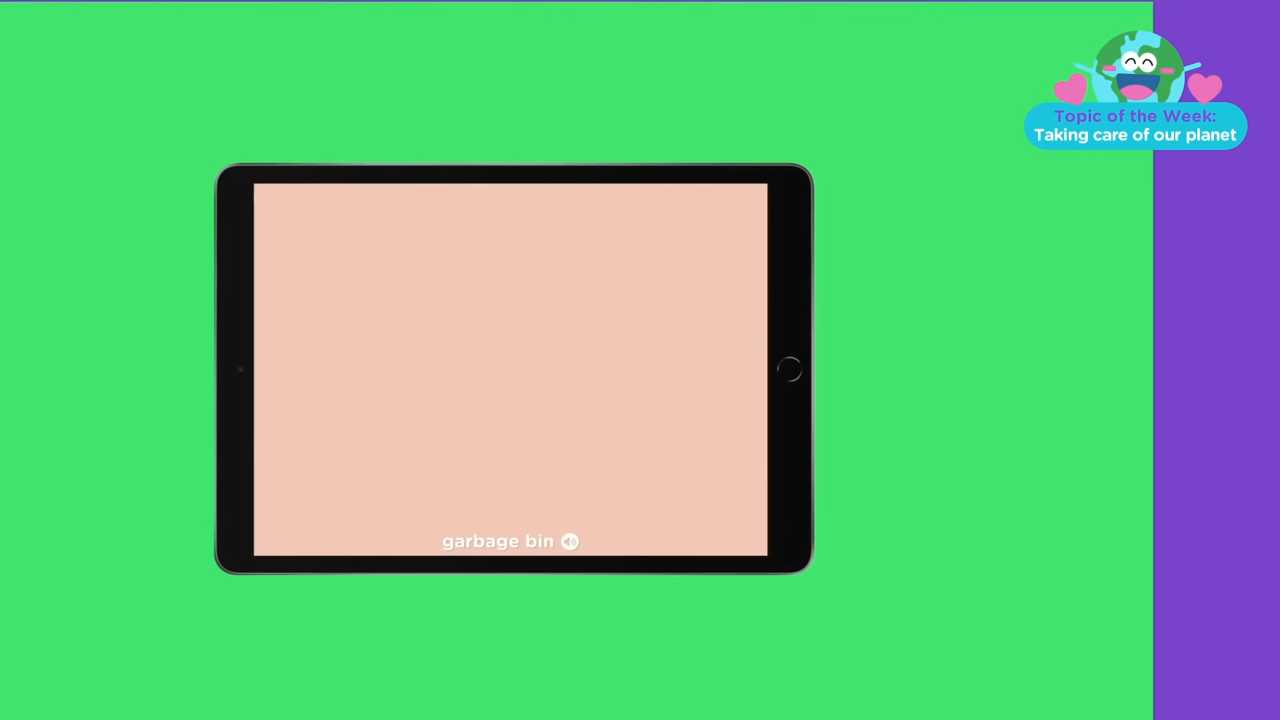 Topic of the Week:
Taking care of our planet
garbage bin